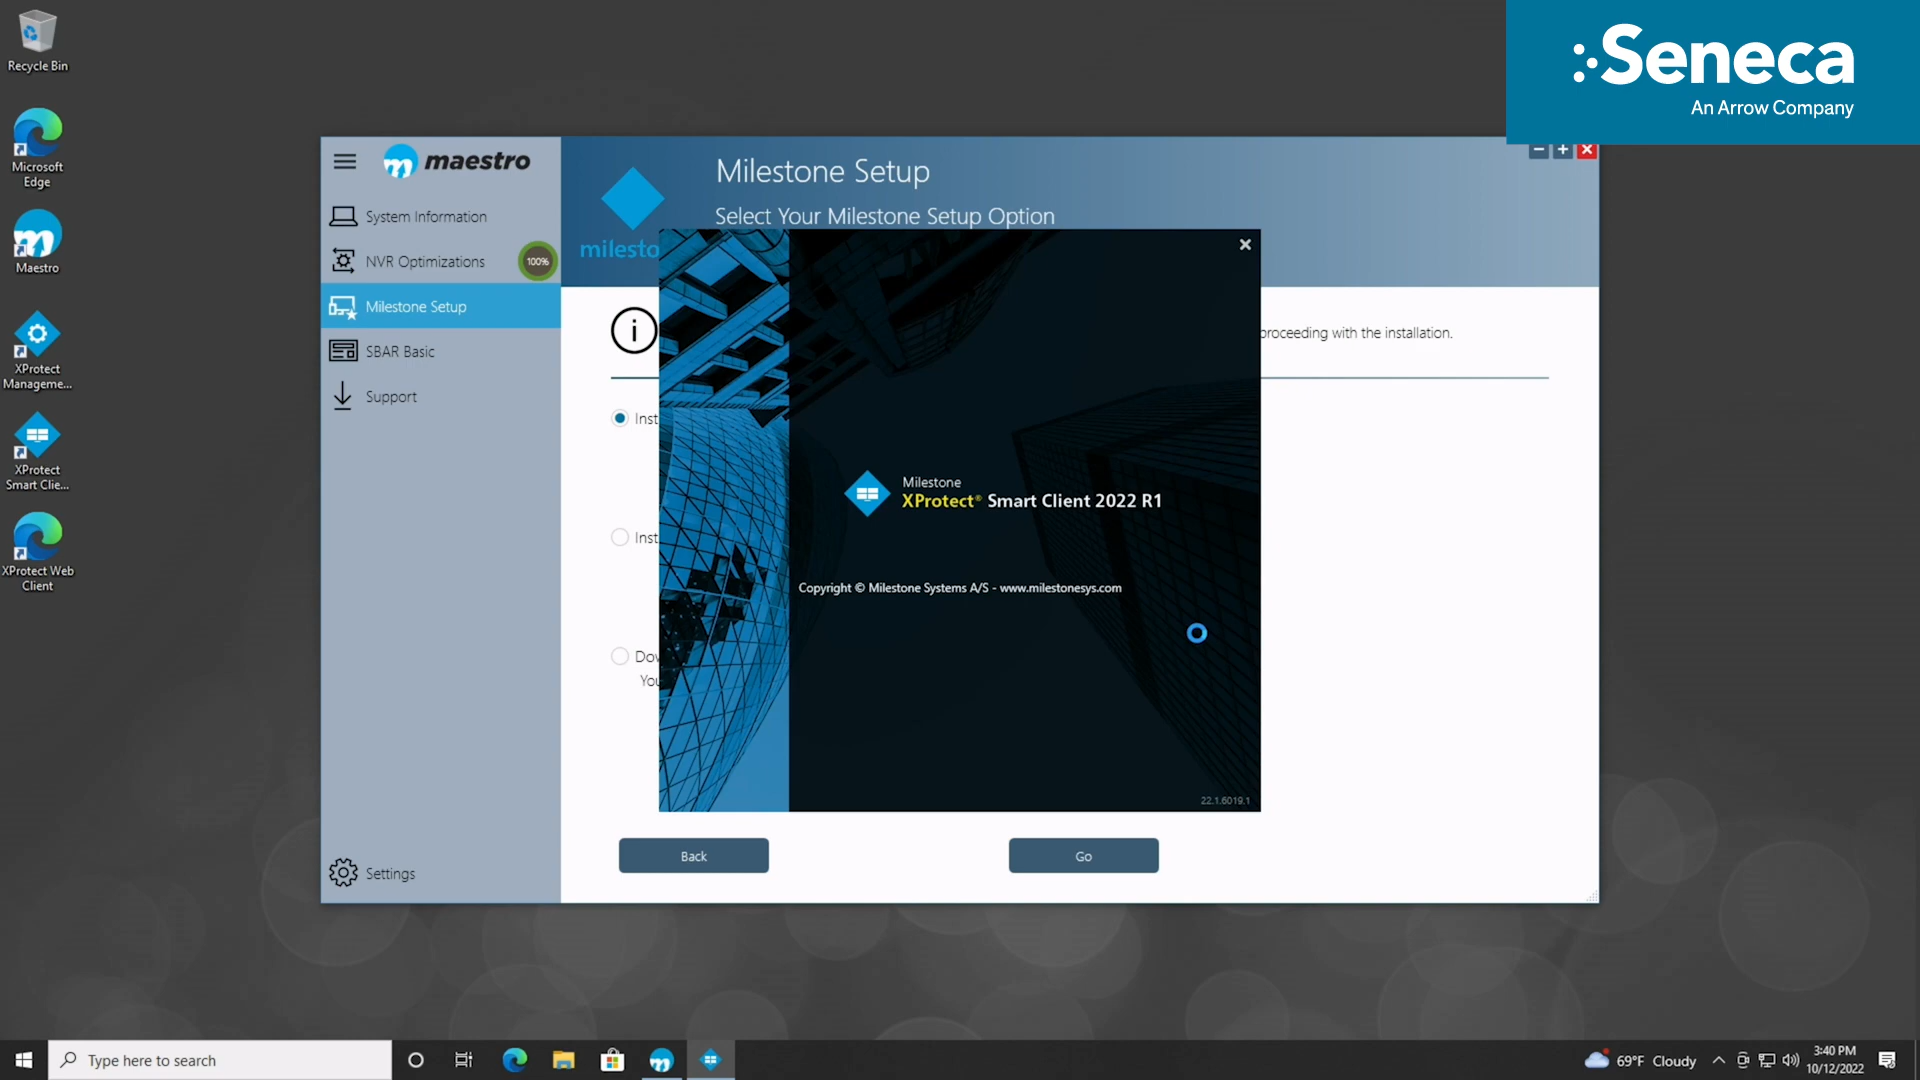 Recycle Bin
Microsoft
Edge
Maestro
XProtect
Manageme...
XProtect
Smart Clie...
XProtect Web
Client
Seneca
An Arrow Company
maestro
System Information
NVR Optimizations
100%
Milestone Setup
SBAR Basic
Support
Settings
Milestone Setup
Select Your Milestone Setup Option
milesto
proceeding with the installation.
Inst
Inst
Dow
You
Milestone
XProtect® Smart Client 2022 R1
Copyright © Milestone Systems A/S - www.milestonesys.com
22.1.6019.1
Back
Go
Type here to search
69°F Cloudy
3:40 PM
10/12/2022